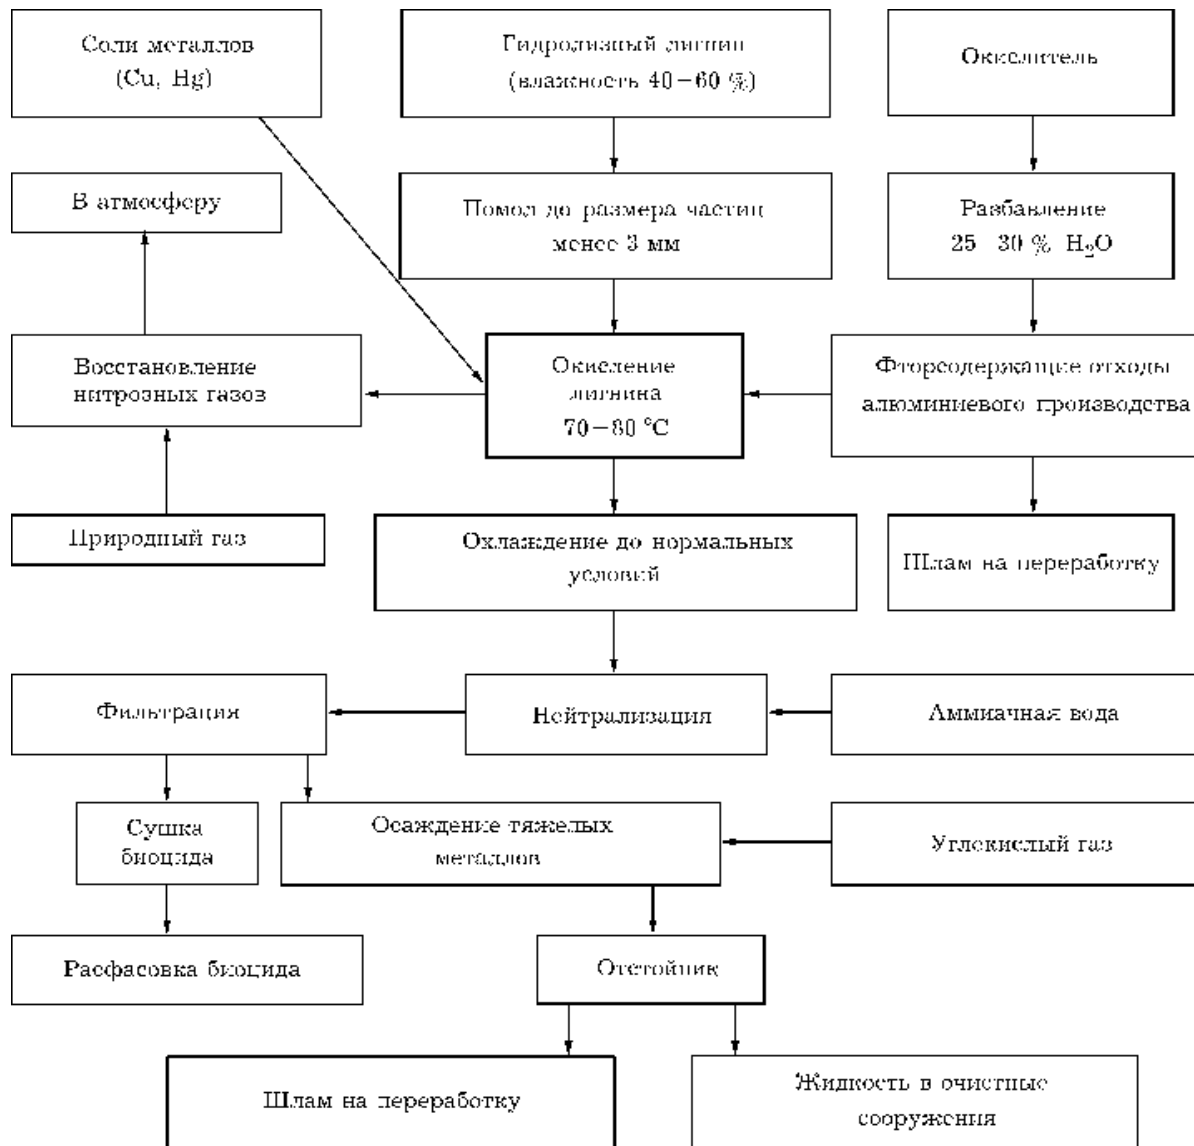 Соли металлов
(Cu, Hg)
Гидролизный лигнин
(влажность 40–60 %)
Окислитель
В атмосферу
Помол до размера частиц
менее 3 мм
Разбавление
25 30 % H₂O
Восстановление
нитрозных газов
Окисление
лигнина
70–80 °C
Фторсодержащие отходы
алюминиевого производства
Природный газ
Охлаждение до нормальных
условий
Шлам на переработку
Фильтрация
Нейтрализация
Аммиачная вода
Сушка
биоцида
Осаждение тяжелых
металлов
Углекислый газ
Расфасовка биоцида
Отстойник
Шлам на переработку
Жидкость в очистные
сооружения